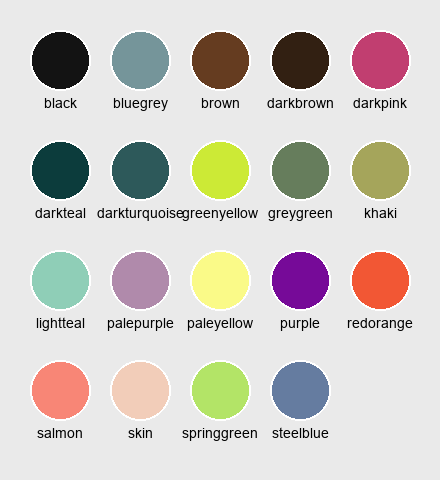 black bluegrey brown darkbrown darkpink
darkteal darkturquoise greenyellow greygreen khaki
lightteal palepurple paleyellow purple redorange
salmon skin springgreen steelblue